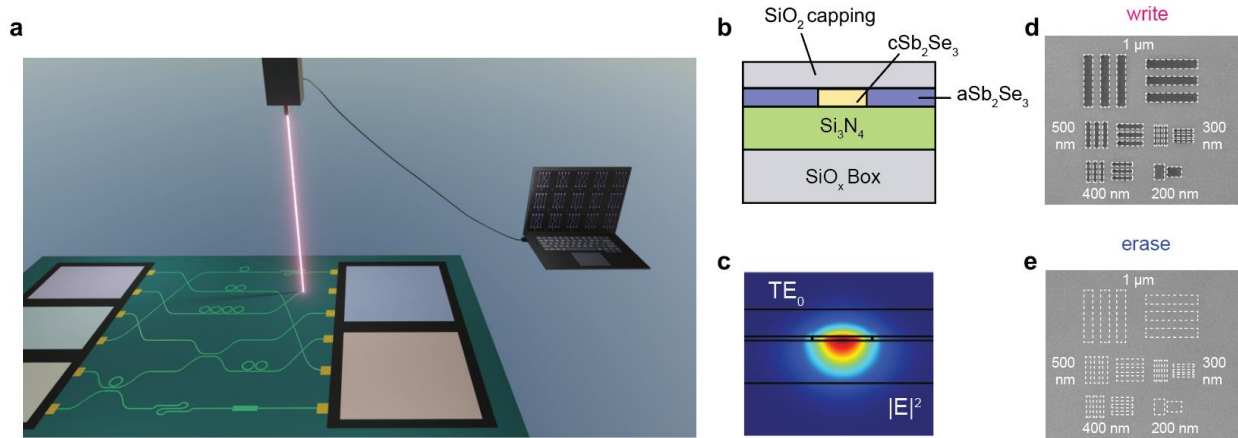 a
b
SiO₂ capping
cSb₂Se₃
aSb₂Se₃
Si₃N₄
SiOₓ Box
c
TE₀
|E|²
write
d
1 µm
500 nm
300 nm
400 nm
200 nm
erase
e
1 µm
500 nm
300 nm
400 nm
200 nm